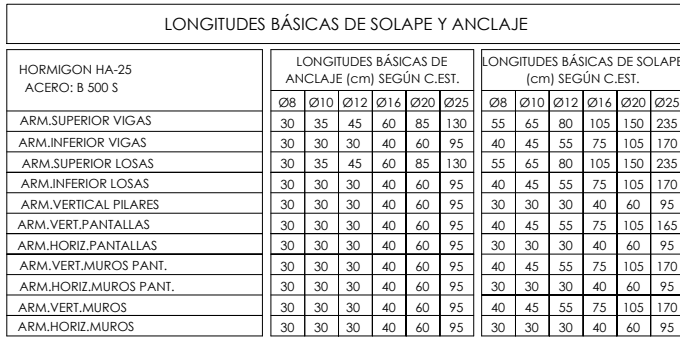 LONGITUDES BÁSICAS DE SOLAPE Y ANCLAJE
HORMIGON HA-25
ACERO: B 500 S
LONGITUDES BÁSICAS DE
ANCLAJE (cm) SEGÚN C.EST.
LONGITUDES BÁSICAS DE SOLAPE
(cm) SEGÚN C.EST.
Ø8 Ø10 Ø12 Ø16 Ø20 Ø25 Ø8 Ø10 Ø12 Ø16 Ø20 Ø25
ARM.SUPERIOR VIGAS 30 35 45 60 85 130 55 65 80 105 150 235
ARM.INFERIOR VIGAS 30 30 30 40 60 95 40 45 55 75 105 170
ARM.SUPERIOR LOSAS 30 35 45 60 85 130 55 65 80 105 150 235
ARM.INFERIOR LOSAS 30 30 30 40 60 95 40 45 55 75 105 170
ARM.VERTICAL PILARES 30 30 30 40 60 95 30 30 30 40 60 95
ARM.VERT.PANTALLAS 30 30 30 40 60 95 40 45 55 75 105 165
ARM.HORIZ.PANTALLAS 30 30 30 40 60 95 30 30 30 40 60 95
ARM.VERT.MUROS PANT. 30 30 30 40 60 95 40 45 55 75 105 170
ARM.HORIZ.MUROS PANT. 30 30 30 40 60 95 30 30 30 40 60 95
ARM.VERT.MUROS 30 30 30 40 60 95 40 45 55 75 105 170
ARM.HORIZ.MUROS 30 30 30 40 60 95 30 30 30 40 60 95